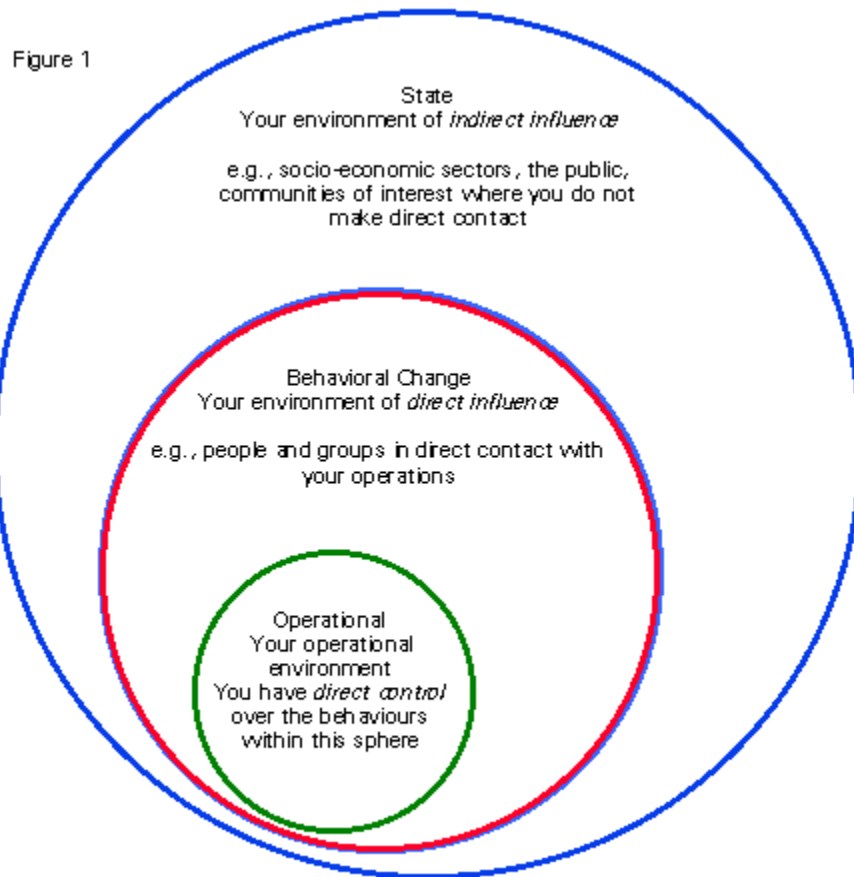 Figure 1
State
Your environment of indirect influence
e.g., socio-economic sectors, the public,
communities of interest where you do not
make direct contact
Behavioral Change
Your environment of direct influence
e.g., people and groups in direct contact with
your operations
Operational
Your operational
environment
You have direct control
over the behaviours
within this sphere